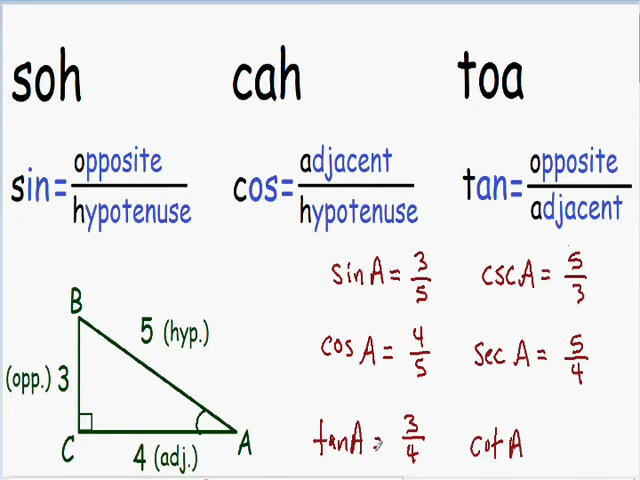 soh cah toa
sin= opposite/hypotenuse cos= adjacent/hypotenuse tan= opposite/adjacent
sin A = 3/5 csc A = 5/3
B
5 (hyp.)
cos A = 4/5 sec A = 5/4
(opp.) 3
tan A = 3/4 cot A
C A
4 (adj.)